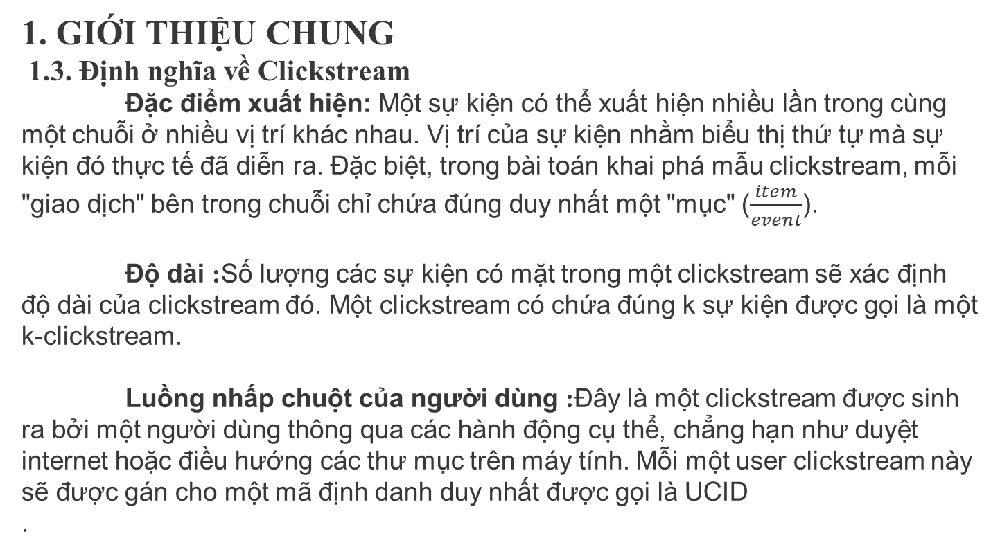 1. GIỚI THIỆU CHUNG
1.3. Định nghĩa về Clickstream
Đặc điểm xuất hiện: Một sự kiện có thể xuất hiện nhiều lần trong cùng
một chuỗi ở nhiều vị trí khác nhau. Vị trí của sự kiện nhằm biểu thị thứ tự mà sự
kiện đó thực tế đã diễn ra. Đặc biệt, trong bài toán khai phá mẫu clickstream, mỗi
"giao dịch" bên trong chuỗi chỉ chứa đúng duy nhất một "mục" (item/event).
Độ dài :Số lượng các sự kiện có mặt trong một clickstream sẽ xác định
độ dài của clickstream đó. Một clickstream có chứa đúng k sự kiện được gọi là một
k-clickstream.
Luồng nhấp chuột của người dùng :Đây là một clickstream được sinh
ra bởi một người dùng thông qua các hành động cụ thể, chẳng hạn như duyệt
internet hoặc điều hướng các thư mục trên máy tính. Mỗi một user clickstream này
sẽ được gán cho một mã định danh duy nhất được gọi là UCID
.